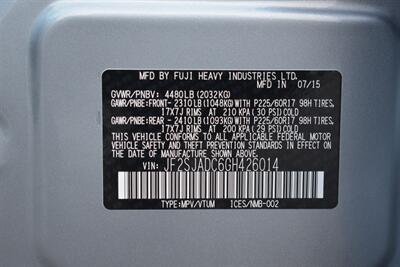 MFD BY FUJI HEAVY INDUSTRIES LTD.
IN JAPAN 07/15
GVWR/PNBV: 4480LB (2032KG)
GAWR/PNBE:FRONT- 2310LB (1048KG)WITH P225/60R17 98H TIRES,
17X7J RIMS AT 210 KPA (30 PSI) COLD
GAWR/PNBE:REAR - 2410LB (1093KG)WITH P225/60R17 98H TIRES,
17X7J RIMS AT 200 KPA (29 PSI) COLD
THIS VEHICLE CONFORMS TO ALL APPLICABLE FEDERAL MOTOR
VEHICLE SAFETY AND THEFT PREVENTION STANDARDS IN EFFECT
ON THE DATE OF MANUFACTURE SHOWN ABOVE.
VIN: JF2SJADC6GH426014
TYPE:MPV/VTUM ICES/NMB-002